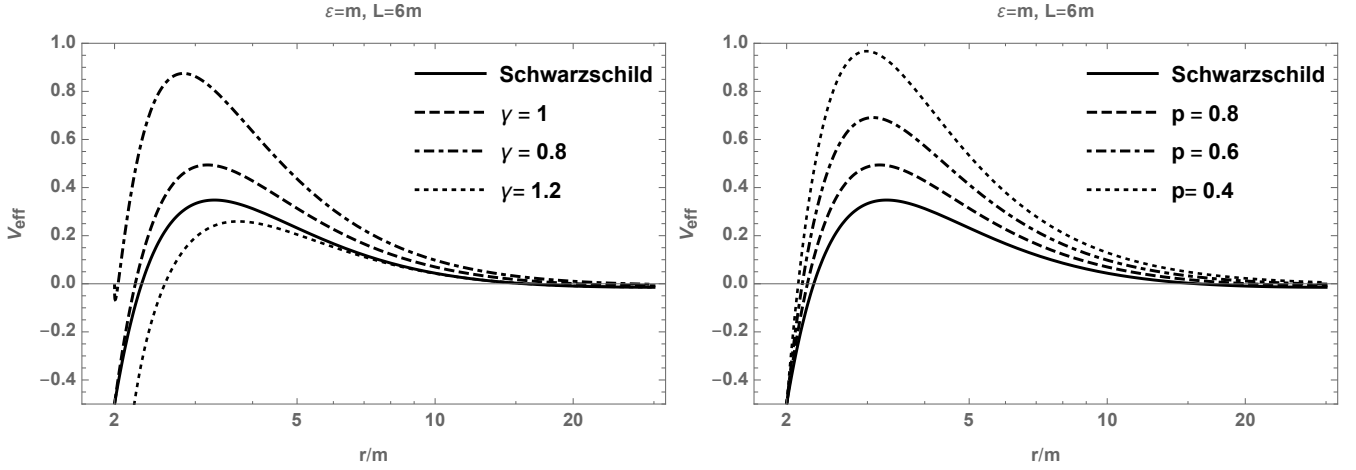 ε=m, L=6m
1.0
0.8
0.6
0.4
0.2
0.0
−0.2
−0.4
Veff
2
5
10
20
r/m
Schwarzschild
γ = 1
γ = 0.8
γ= 1.2
ε=m, L=6m
1.0
0.8
0.6
0.4
0.2
0.0
−0.2
−0.4
Veff
2
5
10
20
r/m
Schwarzschild
p = 0.8
p = 0.6
p= 0.4